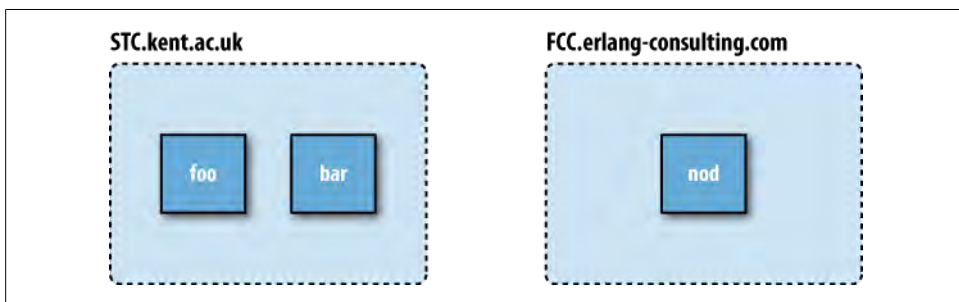 STC.kent.ac.uk
FCC.erlang-consulting.com
foo
bar
nod